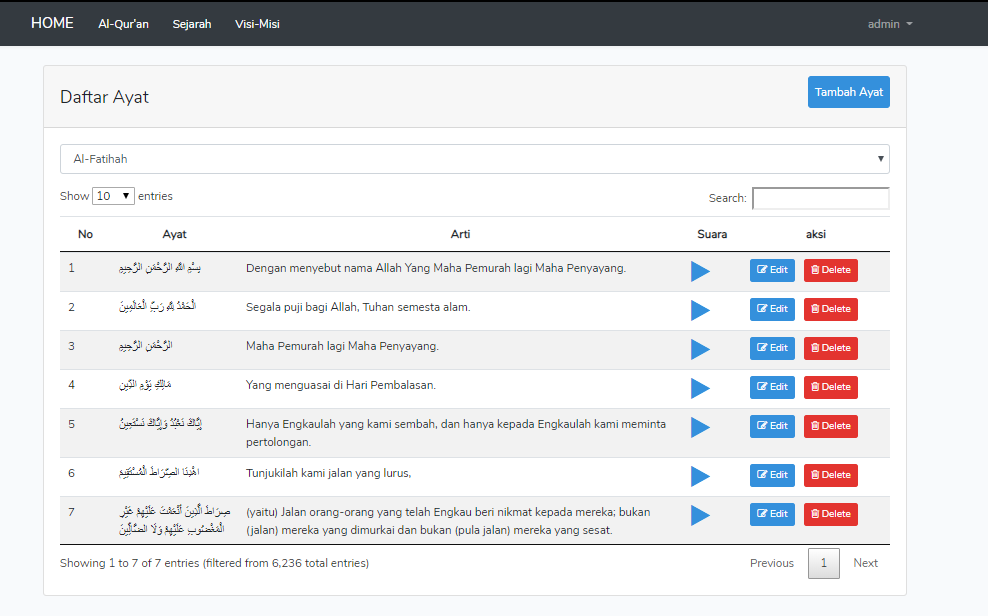 HOME Al-Qur'an Sejarah Visi-Misi admin
Daftar Ayat Tambah Ayat
Al-Fatihah
Show 10 entries Search:
No Ayat Arti Suara aksi
1 بِسْمِ اللَّهِ الرَّحْمَنِ الرَّحِيمِ Dengan menyebut nama Allah Yang Maha Pemurah lagi Maha Penyayang. Edit Delete
2 الْحَمْدُ لِلَّهِ رَبِّ الْعَالَمِينَ Segala puji bagi Allah, Tuhan semesta alam. Edit Delete
3 الرَّحْمَنِ الرَّحِيمِ Maha Pemurah lagi Maha Penyayang. Edit Delete
4 مَالِكِ يَوْمِ الدِّينِ Yang menguasai di Hari Pembalasan. Edit Delete
5 إِيَّاكَ نَعْبُدُ وَإِيَّاكَ نَسْتَعِينُ Hanya Engkaulah yang kami sembah, dan hanya kepada Engkaulah kami meminta Edit Delete
pertolongan.
6 اهْدِنَا الصِّرَاطَ الْمُسْتَقِيمَ Tunjukilah kami jalan yang lurus, Edit Delete
7 صِرَاطَ الَّذِينَ أَنْعَمْتَ عَلَيْهِمْ غَيْرِ (yaitu) Jalan orang-orang yang telah Engkau beri nikmat kepada mereka; bukan Edit Delete
الْمَغْضُوبِ عَلَيْهِمْ وَلَا الضَّالِّينَ (jalan) mereka yang dimurkai dan bukan (pula jalan) mereka yang sesat.
Showing 1 to 7 of 7 entries (filtered from 6,236 total entries) Previous 1 Next